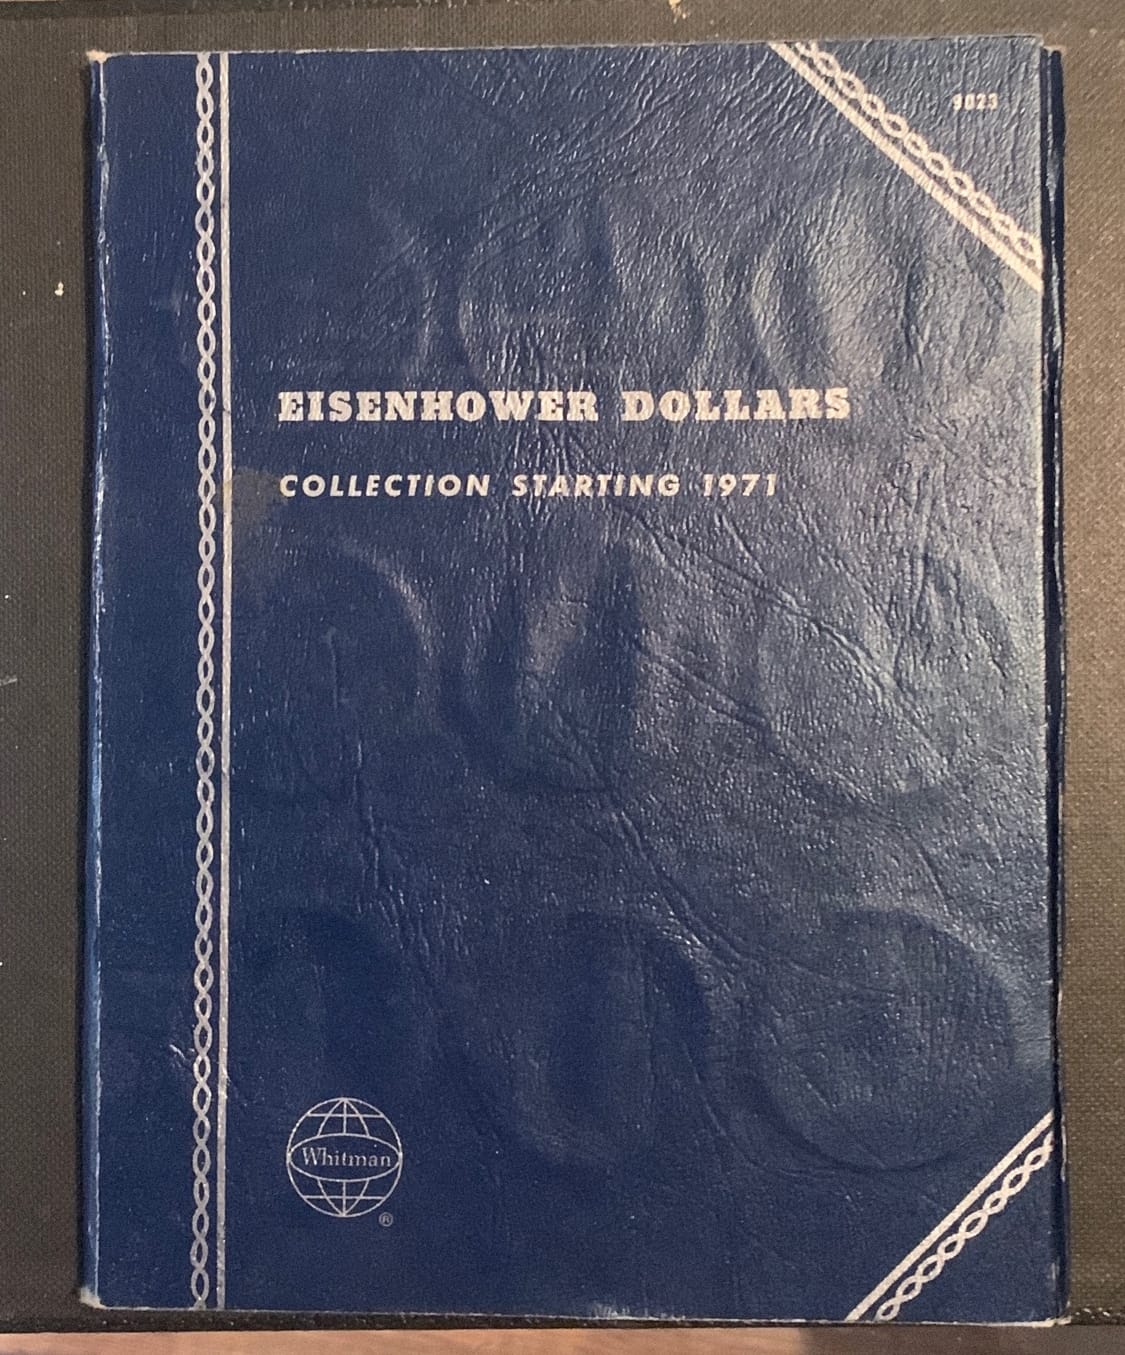 9023
EISENHOWER DOLLARS
COLLECTION STARTING 1971
Whitman
®